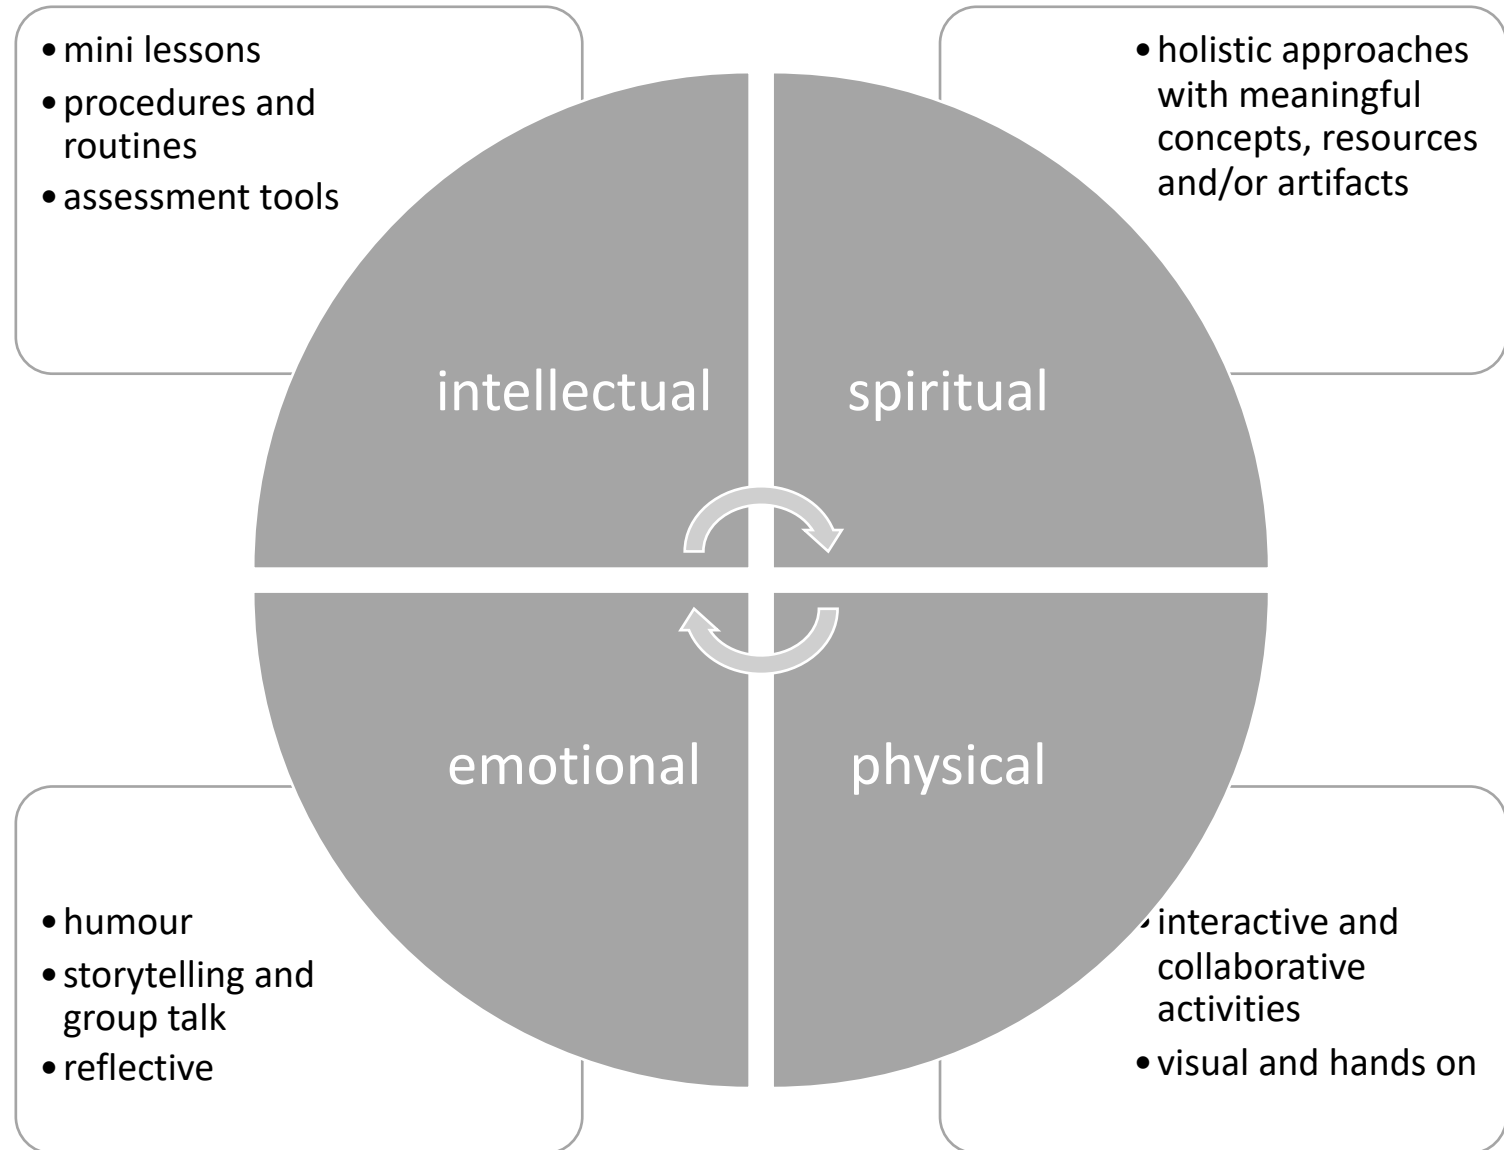 • mini lessons
• procedures and
routines
• assessment tools
• holistic approaches
with meaningful
concepts, resources
and/or artifacts
intellectual
spiritual
emotional
physical
• humour
• storytelling and
group talk
• reflective
• interactive and
collaborative
activities
• visual and hands on